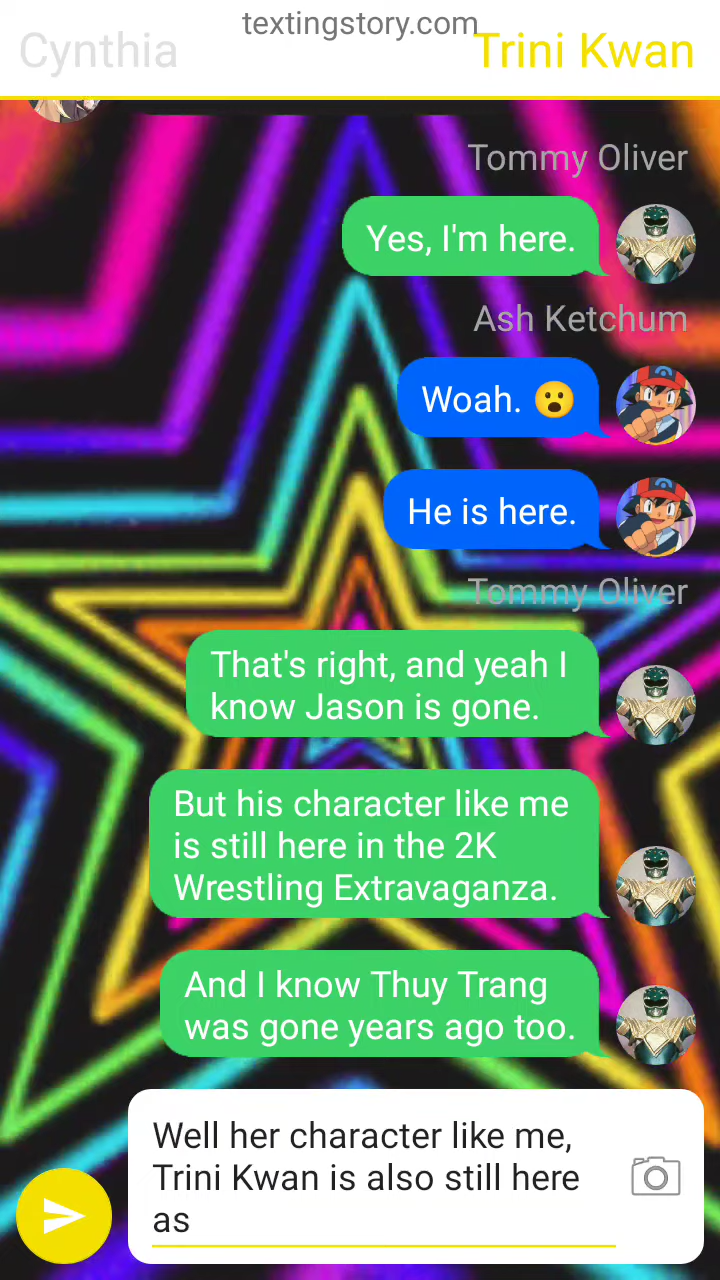 textingstory.com
Cynthia
Trini Kwan
Tommy Oliver
Yes, I'm here.
Ash Ketchum
Woah. 😮
He is here.
Tommy Oliver
That's right, and yeah I
know Jason is gone.
But his character like me
is still here in the 2K
Wrestling Extravaganza.
And I know Thuy Trang
was gone years ago too.
Well her character like me,
Trini Kwan is also still here
as